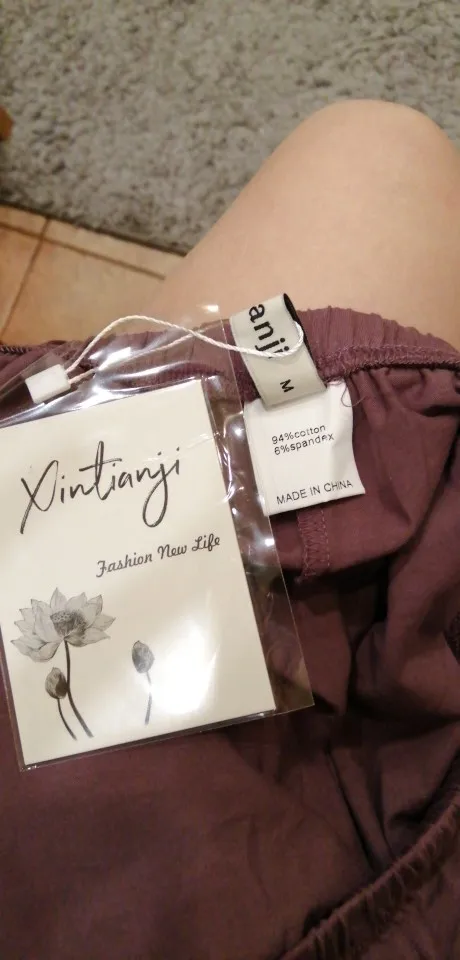 Xintianji
Fashion New Life
anji
M
94%cotton
6%spandex
MADE IN CHINA